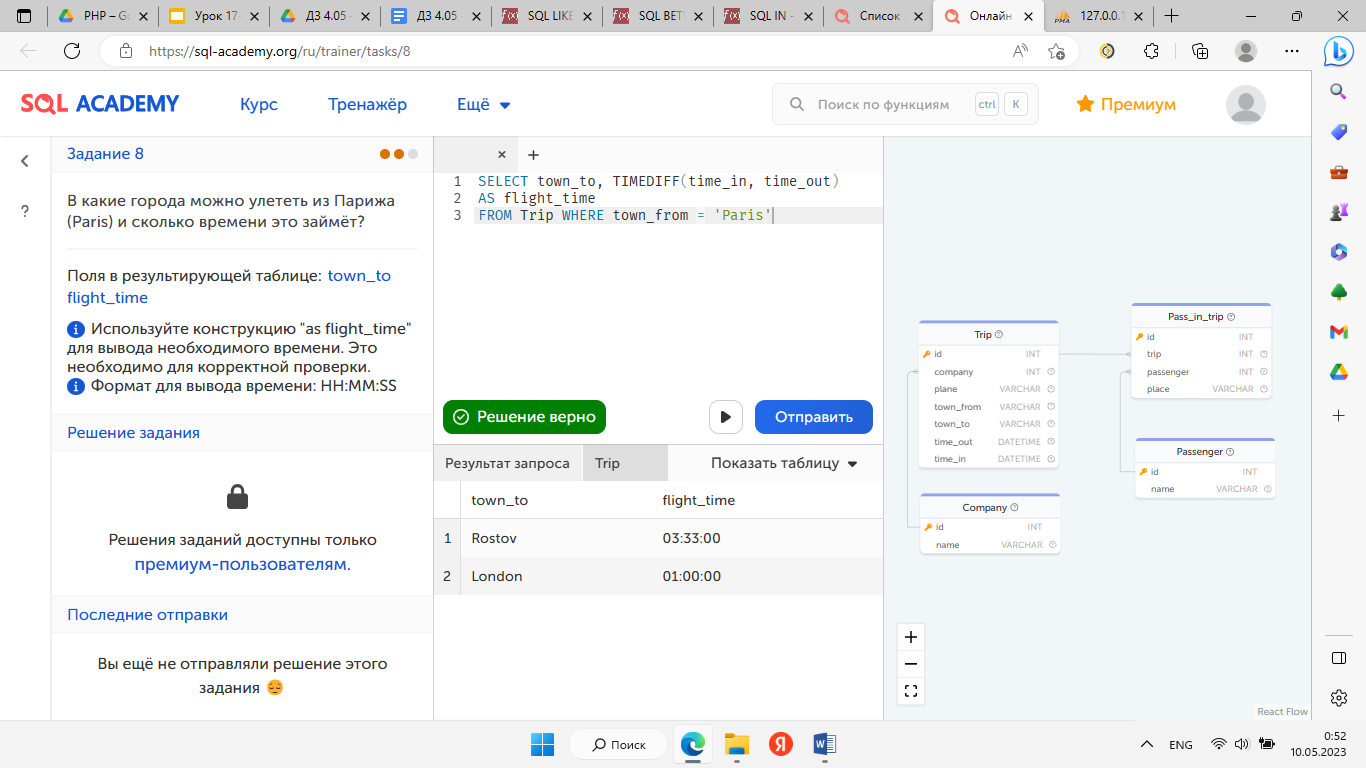 PHP – Go
Урок 17-
ДЗ 4.05 -
ДЗ 4.05 -
SQL LIKE
SQL BET
SQL IN -
Список
Онлайн
127.0.0.1
https://sql-academy.org/ru/trainer/tasks/8
SQL ACADEMY
Курс
Тренажёр
Ещё
Поиск по функциям
ctrl
K
Премиум
Задание 8
В какие города можно улететь из Парижа
(Paris) и сколько времени это займёт?
Поля в результирующей таблице: town_to
flight_time
Используйте конструкцию "as flight_time"
для вывода необходимого времени. Это
необходимо для корректной проверки.
Формат для вывода времени: HH:MM:SS
Решение задания
Решения заданий доступны только
премиум-пользователям.
Последние отправки
Вы ещё не отправляли решение этого
задания 😔
1 SELECT town_to, TIMEDIFF(time_in, time_out)
2 AS flight_time
3 FROM Trip WHERE town_from = 'Paris'
Решение верно
Отправить
Результат запроса
Trip
Показать таблицу
town_to flight_time
1 Rostov 03:33:00
2 London 01:00:00
Trip
id INT
company INT
plane VARCHAR
town_from VARCHAR
town_to VARCHAR
time_out DATETIME
time_in DATETIME
Company
id INT
name VARCHAR
Pass_in_trip
id INT
trip INT
passenger INT
place VARCHAR
Passenger
id INT
name VARCHAR
React Flow
Поиск
ENG
0:52
10.05.2023